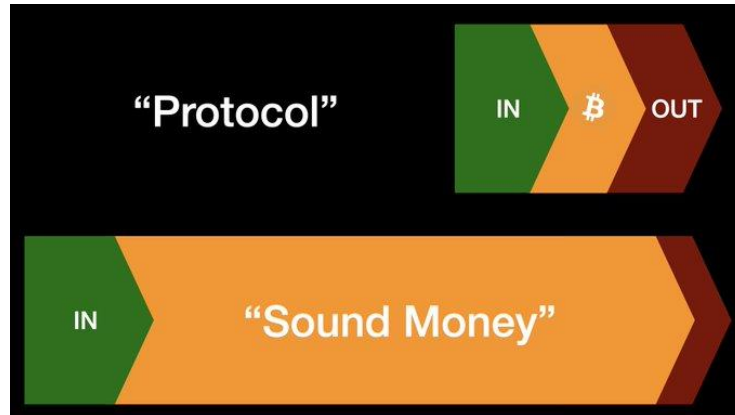 “Protocol”
IN
₿
OUT
IN
“Sound Money”